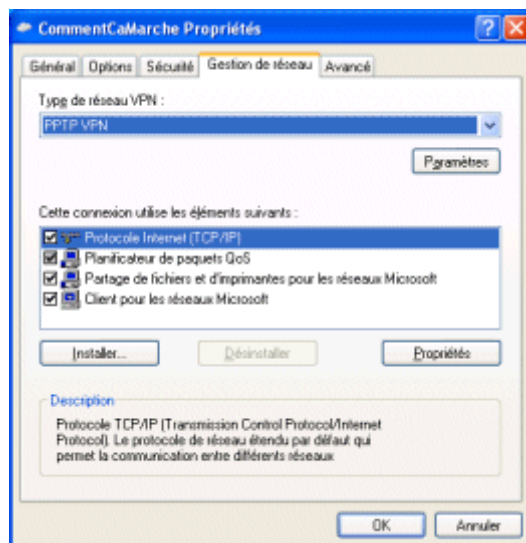 CommentCaMarche Propriétés
Général Options Sécurité Gestion de réseau Avancé
Type de réseau VPN :
PPTP VPN
Paramètres
Cette connexion utilise les éléments suivants :
Protocole Internet (TCP/IP)
Planificateur de paquets QoS
Partage de fichiers et d'imprimantes pour les réseaux Microsoft
Client pour les réseaux Microsoft
Installer... Désinstaller Propriétés
Description
Protocole TCP/IP (Transmission Control Protocol/Internet
Protocol). Le protocole de réseau étendu par défaut qui
permet la communication entre différents réseaux
OK Annuler